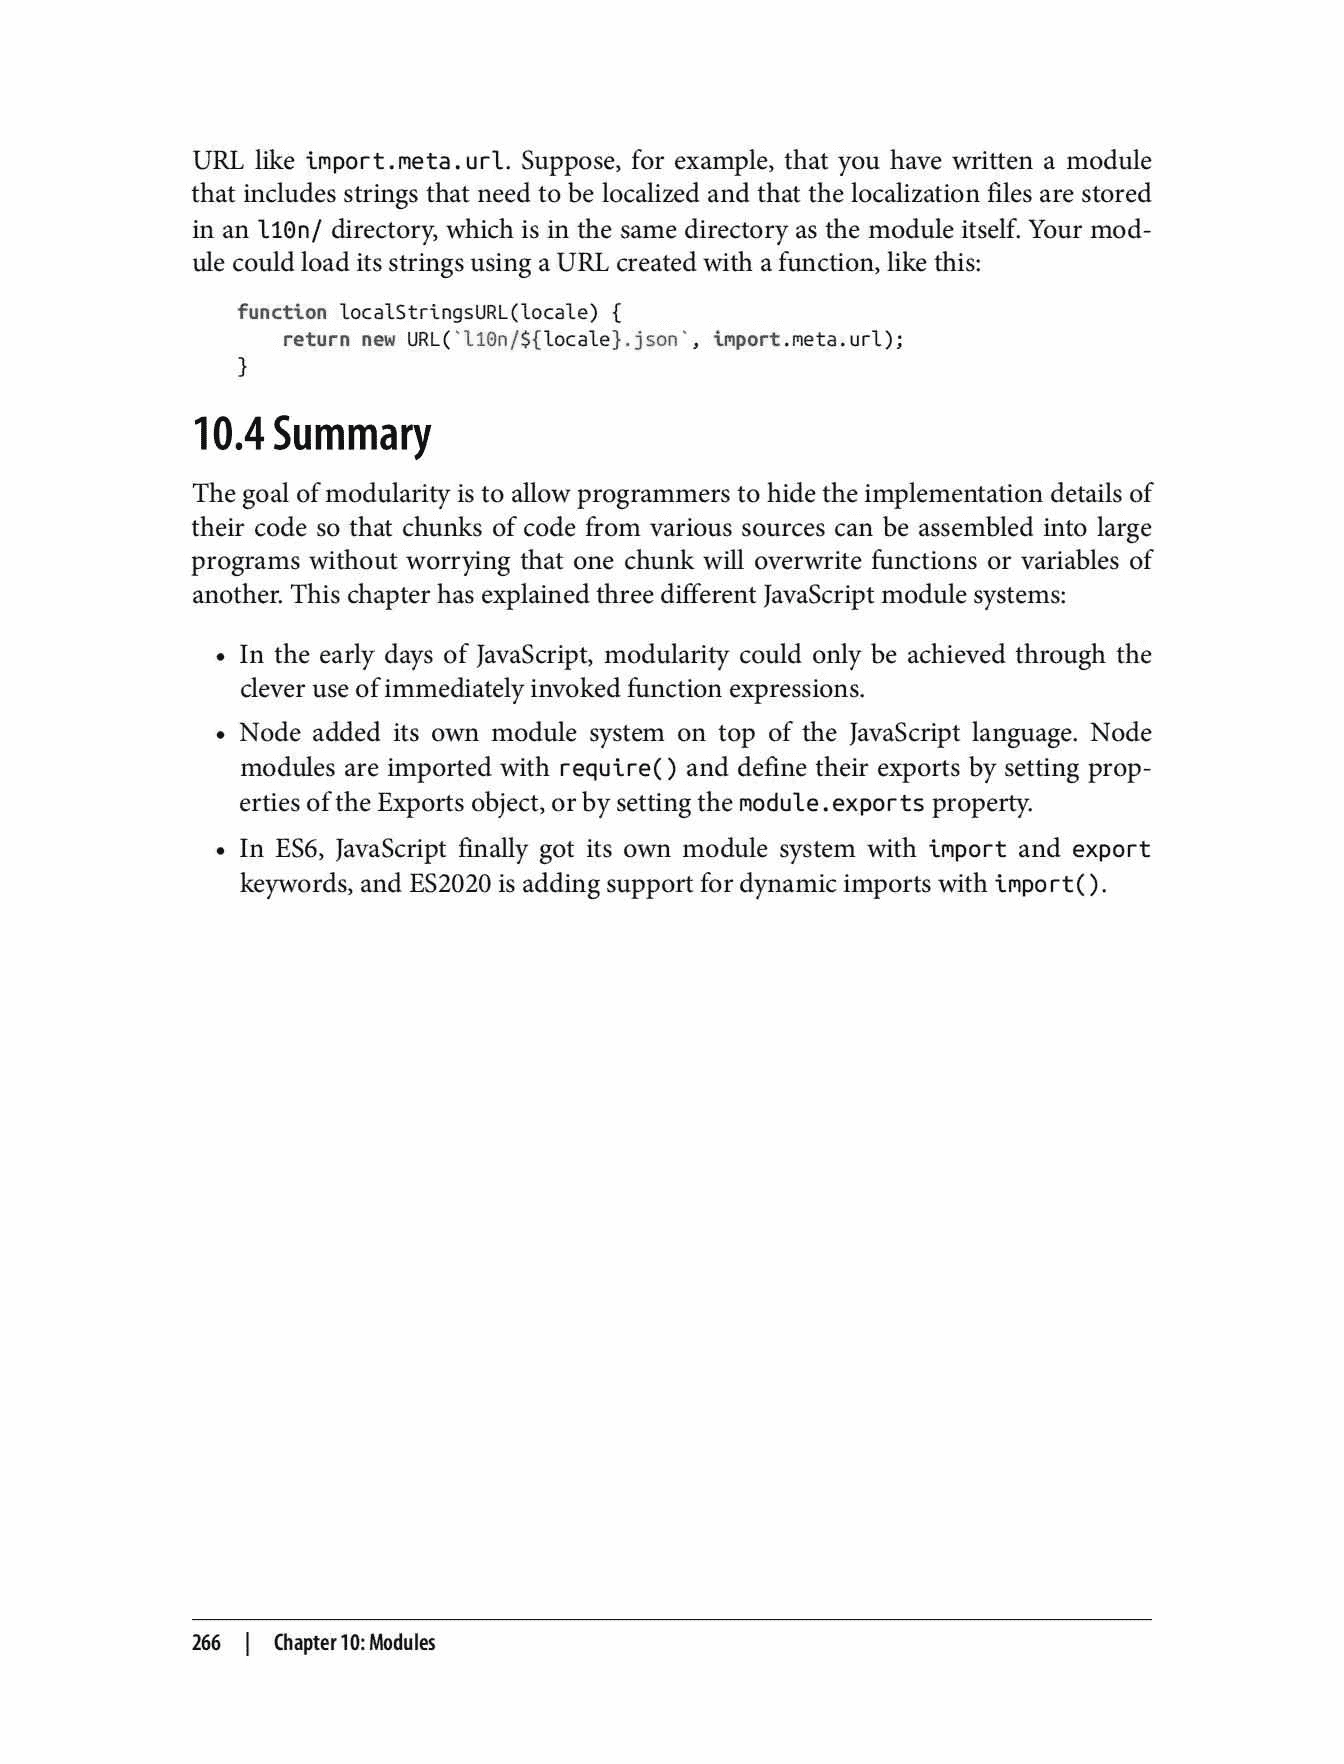 URL like import.meta.url. Suppose, for example, that you have written a module
that includes strings that need to be localized and that the localization files are stored
in an l10n/ directory, which is in the same directory as the module itself. Your mod-
ule could load its strings using a URL created with a function, like this:
function localStringsURL(locale) {
    return new URL(`l10n/${locale}.json`, import.meta.url);
}
10.4 Summary
The goal of modularity is to allow programmers to hide the implementation details of
their code so that chunks of code from various sources can be assembled into large
programs without worrying that one chunk will overwrite functions or variables of
another. This chapter has explained three different JavaScript module systems:
• In the early days of JavaScript, modularity could only be achieved through the
clever use of immediately invoked function expressions.
• Node added its own module system on top of the JavaScript language. Node
modules are imported with require() and define their exports by setting prop-
erties of the Exports object, or by setting the module.exports property.
• In ES6, JavaScript finally got its own module system with import and export
keywords, and ES2020 is adding support for dynamic imports with import().
266 | Chapter 10: Modules